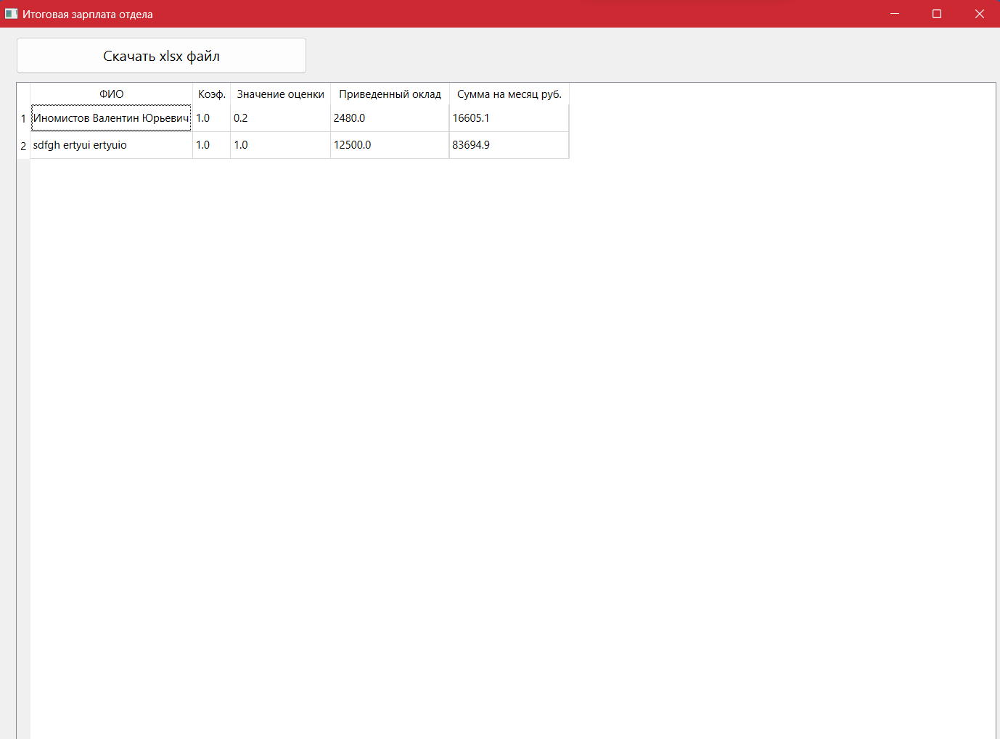 Итоговая зарплата отдела
Скачать xlsx файл
ФИО Коэф. Значение оценки Приведенный оклад Сумма на месяц руб.
1 Иномистов Валентин Юрьевич 1.0 0.2 2480.0 16605.1
2 sdfgh ertyui ertyuio 1.0 1.0 12500.0 83694.9